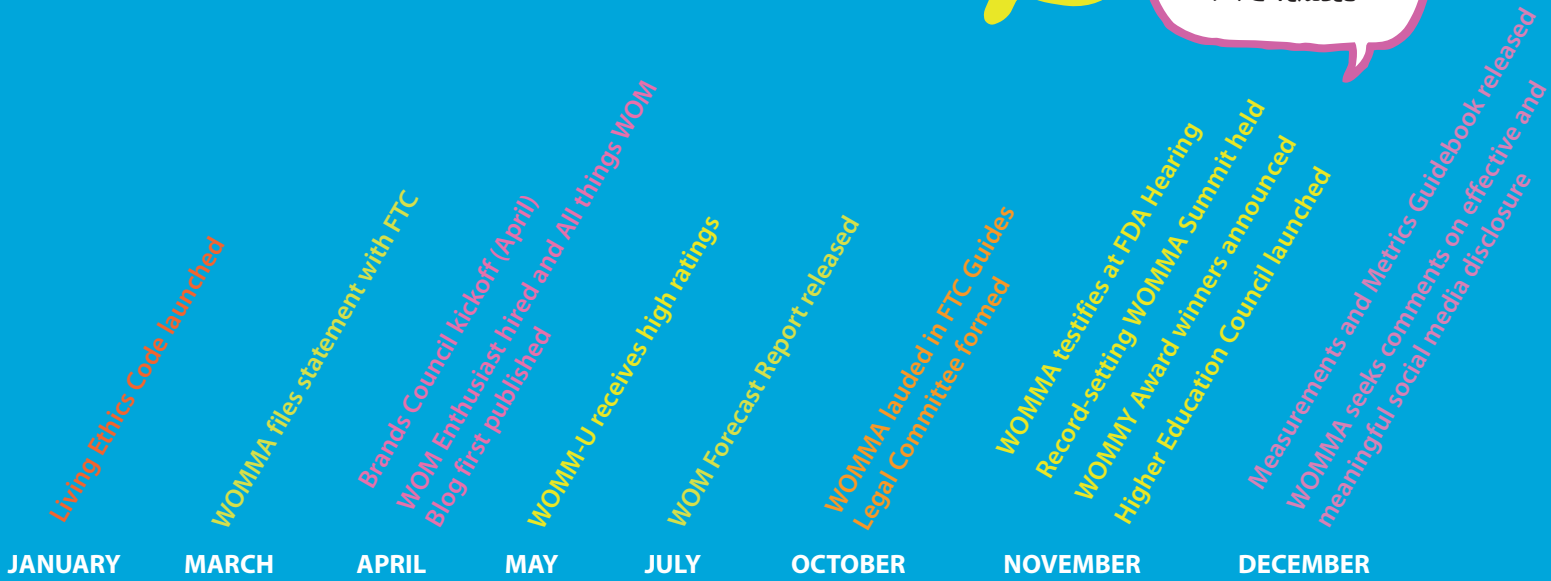 Living Ethics Code launched
WOMMA files statement with FTC
Brands Council kickoff (April)
WOM Enthusiast hired and All things WOM
Blog first published
WOMM-U receives high ratings
WOM Forecast Report released
WOMMA lauded in FTC Guides
Legal Committee formed
WOMMA testifies at FDA Hearing
Record-setting WOMMA Summit held
WOMMY Award winners announced
Higher Education Council launched
Measurements and Metrics Guidebook released
WOMMA seeks comments on effective and
meaningful social media disclosure
JANUARY MARCH APRIL MAY JULY OCTOBER NOVEMBER DECEMBER